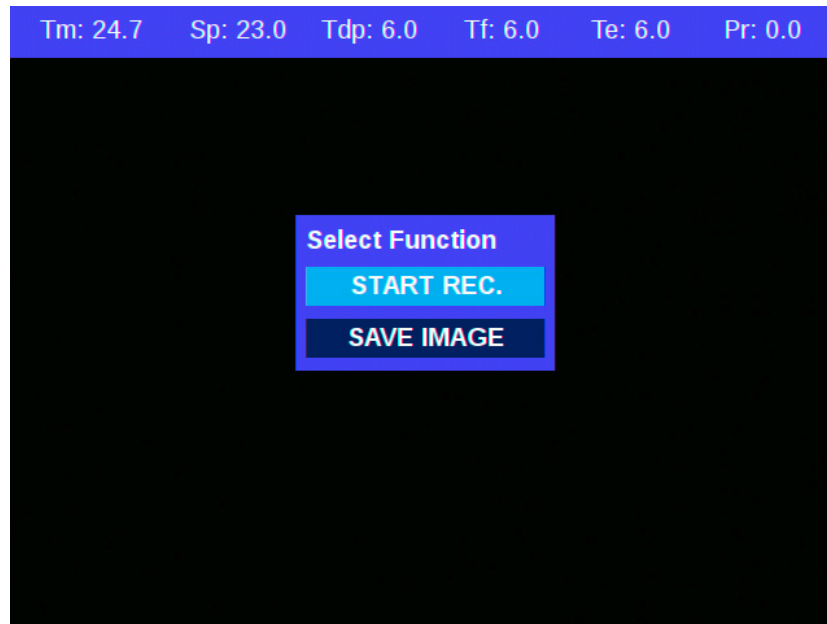 Tm: 24.7 Sp: 23.0 Tdp: 6.0 Tf: 6.0 Te: 6.0 Pr: 0.0
Select Function
START REC.
SAVE IMAGE